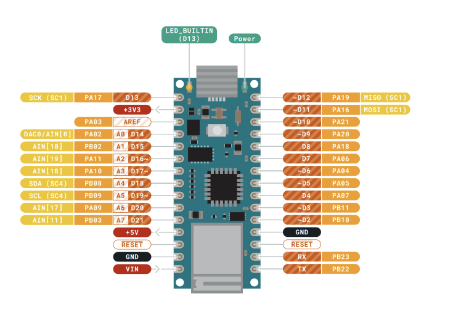 LED_BUILTIN
(D13)
Power
SCK (SC1) PA17 D13
+3V3
PA03 AREF
DAC0/AIN[0] PA02 A0 D14
AIN[10] PB02 A1 D15
AIN[19] PA11 A2 D16~
AIN[18] PA10 A3 D17~
SDA (SC4) PB08 A4 D18
SCL (SC4) PB09 A5 D19~
AIN[17] PA09 A6 D20
AIN[11] PB03 A7 D21
+5V
RESET
GND
VIN
~D12 PA19 MISO (SC1)
~D11 PA16 MOSI (SC1)
~D10 PA21
~D9 PA20
D8 PA18
D7 PA06
~D6 PA04
~D5 PA05
~D4 PA07
~D3 PB11
~D2 PB10
GND
RESET
RX PB23
TX PB22